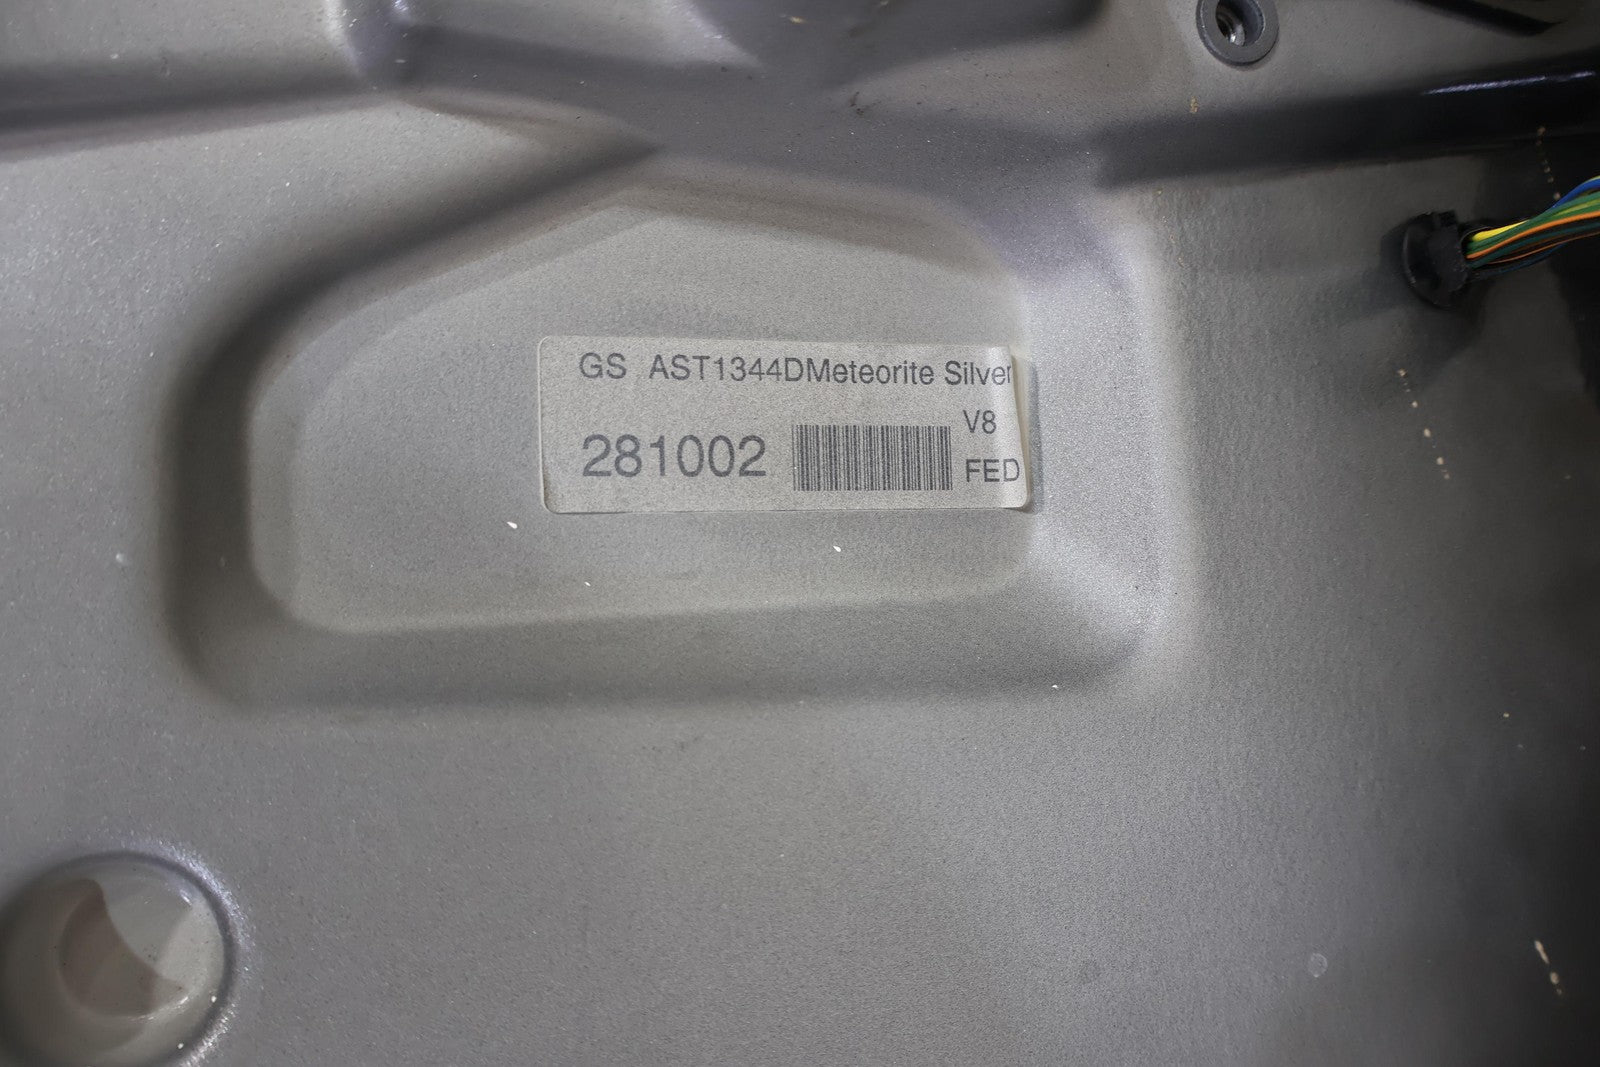 GS AST1344DMeteorite Silver
V8
281002
FED